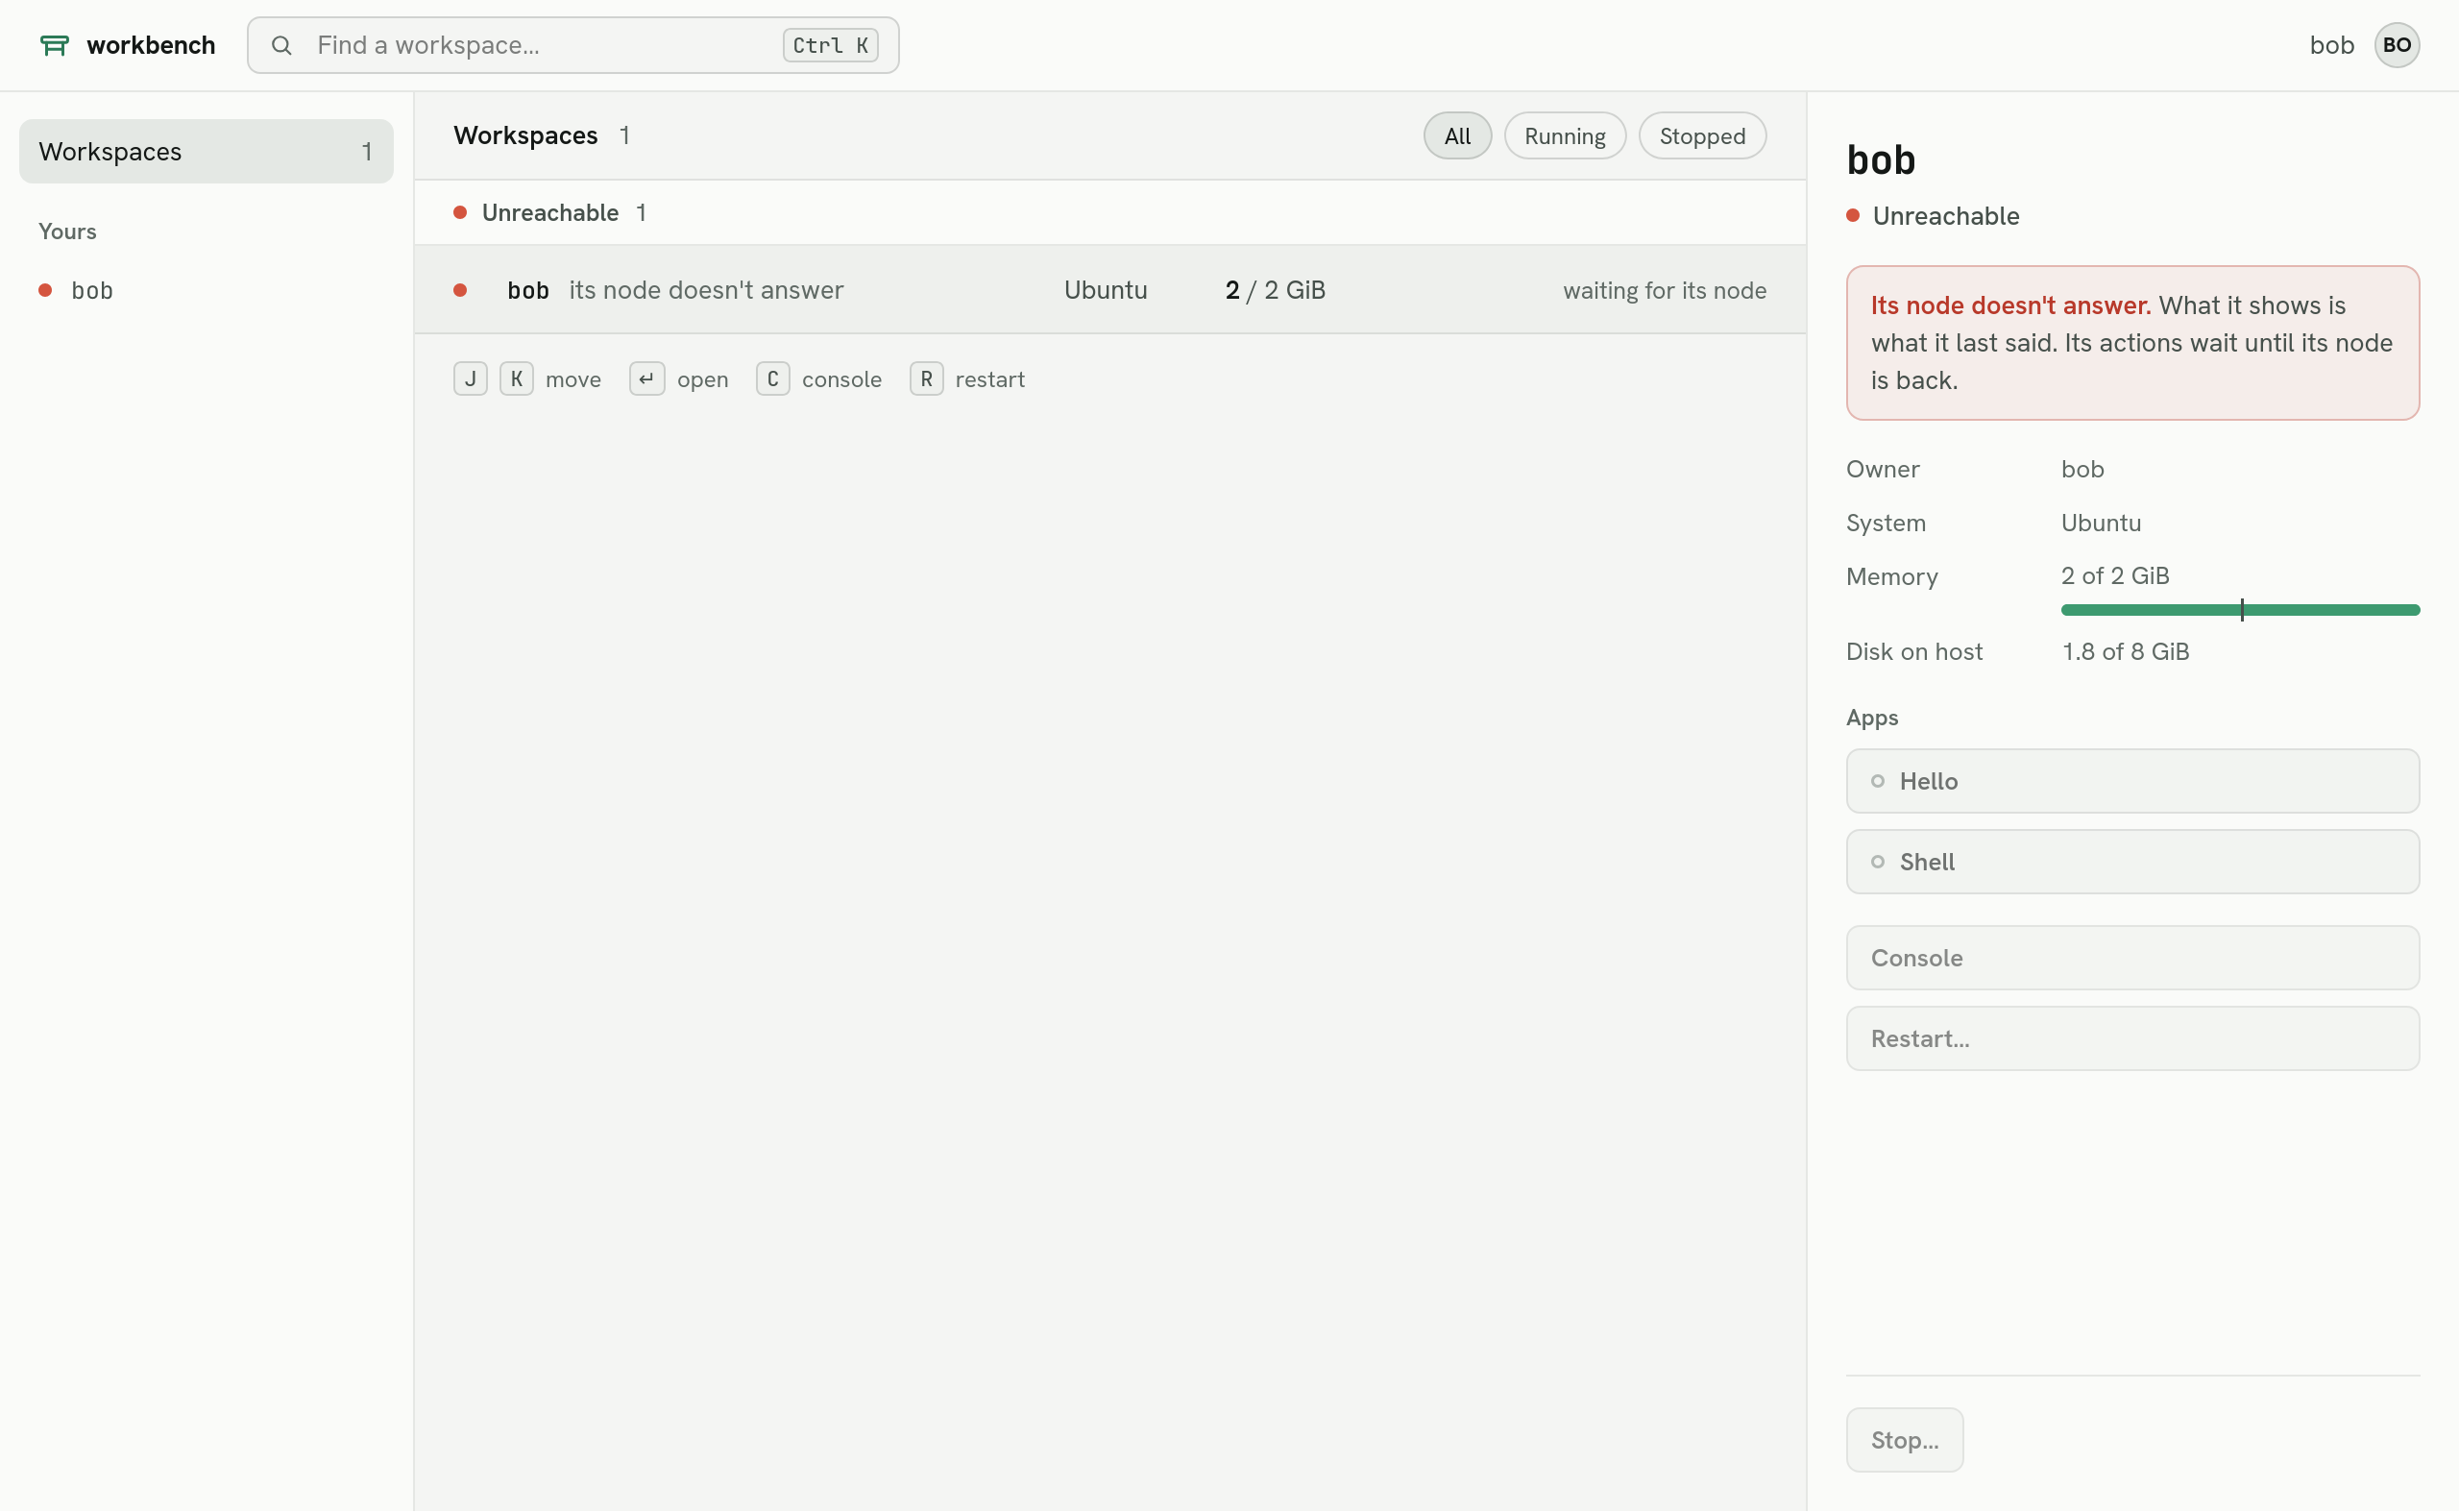 workbench
Find a workspace...
Ctrl K
bob
BO
Workspaces 1
Yours
bob
Workspaces 1
All
Running
Stopped
Unreachable 1
bob its node doesn't answer Ubuntu 2 / 2 GiB waiting for its node
J K move ↵ open C console R restart
bob
Unreachable
Its node doesn't answer. What it shows is
what it last said. Its actions wait until its node
is back.
Owner bob
System Ubuntu
Memory 2 of 2 GiB
Disk on host 1.8 of 8 GiB
Apps
Hello
Shell
Console
Restart...
Stop...